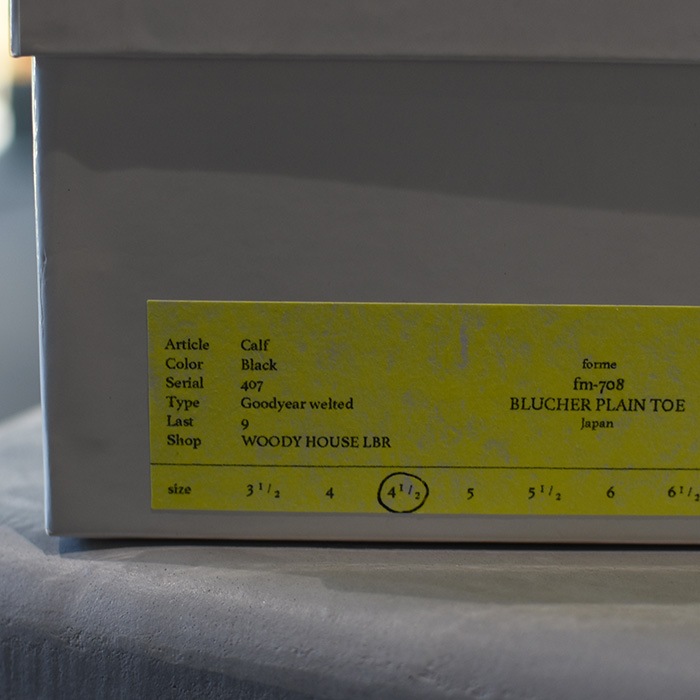 Article Calf
Color Black
Serial 407
Type Goodyear welted
Last 9
Shop WOODY HOUSE LBR
forme
fm-708
BLUCHER PLAIN TOE
Japan
size 3 1/2 4 4 1/2 5 5 1/2 6 6 1/2